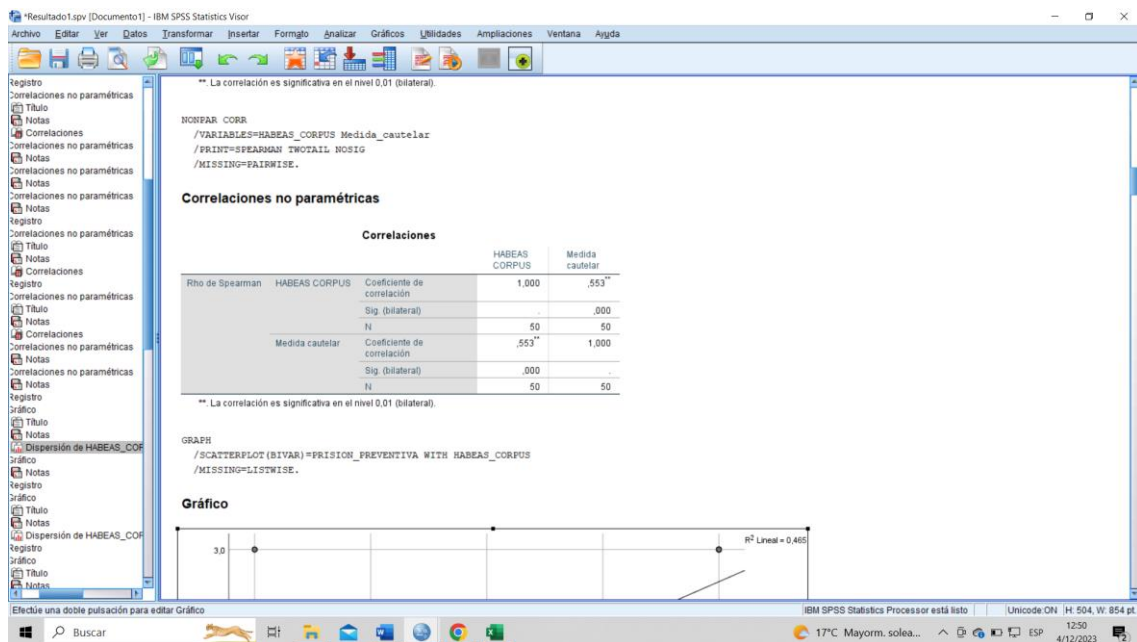 *Resultado1.spv [Documento1] - IBM SPSS Statistics Visor
Archivo Editar Ver Datos Transformar Insertar Formato Analizar Gráficos Utilidades Ampliaciones Ventana Ayuda
Registro
Correlaciones no paramétricas
Título
Notas
Correlaciones
Correlaciones no paramétricas
Notas
Correlaciones no paramétricas
Notas
Correlaciones no paramétricas
Notas
Registro
Correlaciones no paramétricas
Título
Notas
Correlaciones
Registro
Correlaciones no paramétricas
Título
Notas
Correlaciones
Correlaciones no paramétricas
Notas
Correlaciones no paramétricas
Notas
Registro
Gráfico
Título
Notas
Dispersión de HABEAS_COF
Gráfico
Notas
Registro
Gráfico
Título
Notas
Dispersión de HABEAS_COF
Registro
Gráfico
Título
Notas
**. La correlación es significativa en el nivel 0,01 (bilateral).
NONPAR CORR
/VARIABLES=HABEAS_CORPUS Medida_cautelar
/PRINT=SPEARMAN TWOTAIL NOSIG
/MISSING=PAIRWISE.
Correlaciones no paramétricas
Correlaciones
HABEAS CORPUS Medida cautelar
Rho de Spearman HABEAS CORPUS Coeficiente de correlación 1,000 ,553**
Sig. (bilateral) . ,000
N 50 50
Medida cautelar Coeficiente de correlación ,553** 1,000
Sig. (bilateral) ,000 .
N 50 50
**. La correlación es significativa en el nivel 0,01 (bilateral).
GRAPH
/SCATTERPLOT(BIVAR)=PRISION_PREVENTIVA WITH HABEAS_CORPUS
/MISSING=LISTWISE.
Gráfico
3,0
R2 Lineal = 0,465
Efectúe una doble pulsación para editar Gráfico
IBM SPSS Statistics Processor está listo Unicode:ON H: 504, W: 854 pt.
Buscar
17°C Mayorm. solea... ESP 12:50
4/12/2023